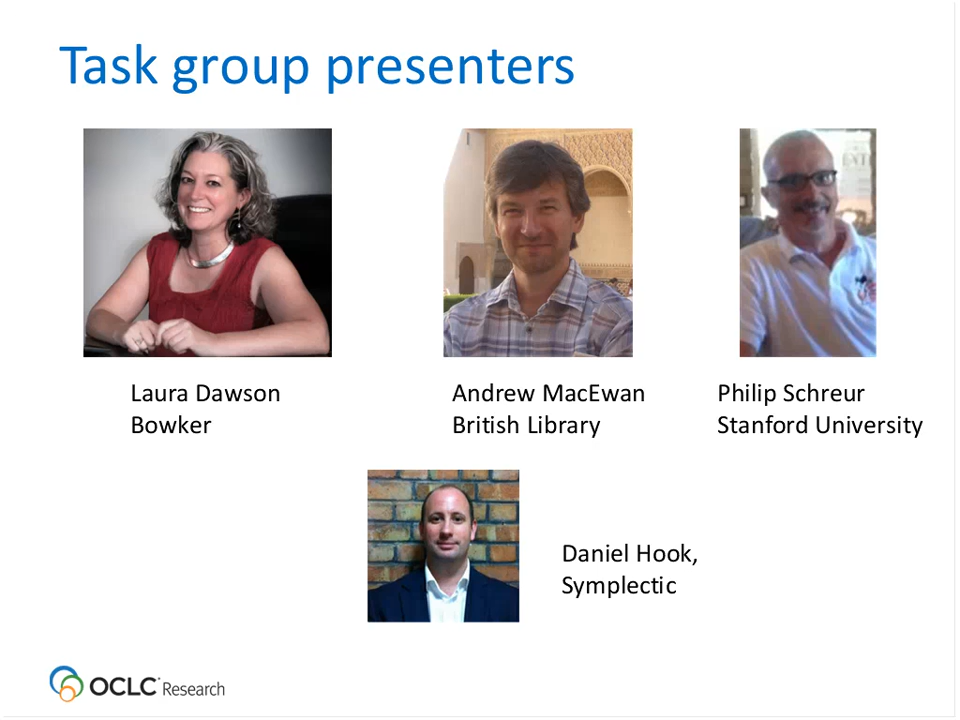 Task group presenters
Laura Dawson
Bowker
Andrew MacEwan
British Library
Philip Schreur
Stanford University
Daniel Hook,
Symplectic
OCLC Research